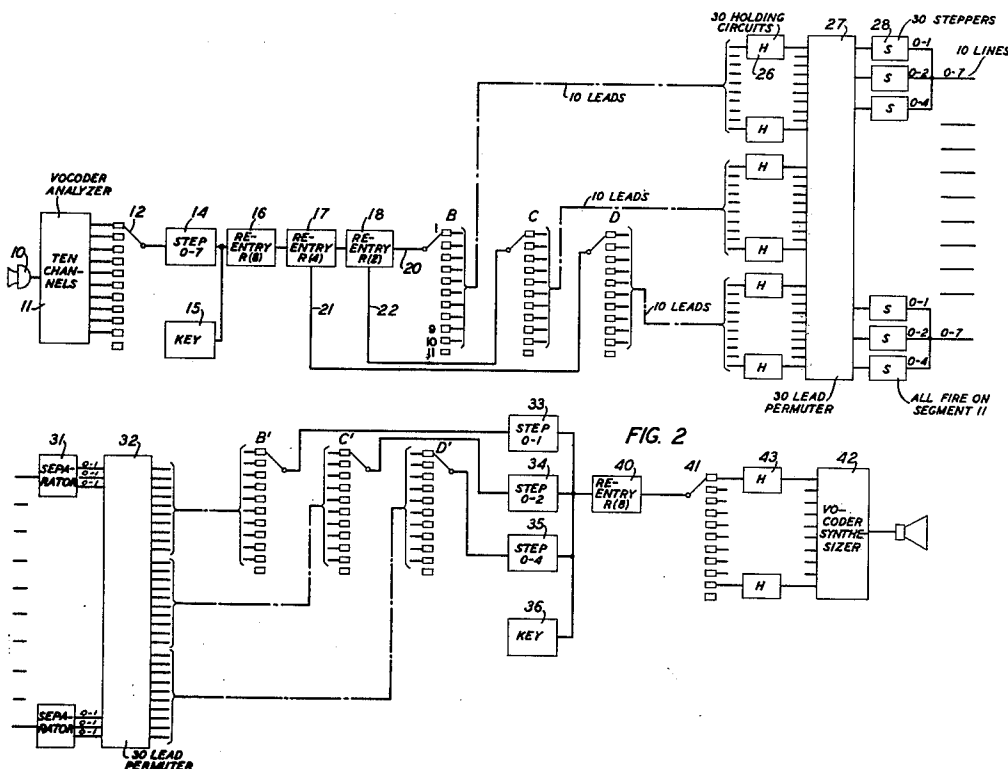 30 HOLDING
CIRCUITS
26
27
28
30 STEPPERS
H
S
0-1
0-2
0-4
0-7
10 LINES
S
S
10 LEADS
H
VOCODER
ANALYZER
10
11
TEN
CHAN-
NELS
12
14
STEP
0-7
15
KEY
16
RE-
ENTRY
R(8)
17
RE-
ENTRY
R(4)
18
RE-
ENTRY
R(2)
20
21
22
1
B
9
10
11
C
D
10 LEADS
H
H
10 LEADS
H
H
S
0-1
S
0-2
0-7
S
0-4
30 LEAD
PERMUTER
ALL FIRE ON
SEGMENT 11
FIG. 2
31
SEPA-
RATOR
0-1
0-1
0-1
32
B'
C'
D'
33
STEP
0-1
34
STEP
0-2
35
STEP
0-4
36
KEY
40
RE-
ENTRY
R(8)
41
43
H
H
42
VO-
CODER
SYNTHE
SIZER
SEPA-
RATOR
0-1
0-1
0-1
30 LEAD
PERMUTER